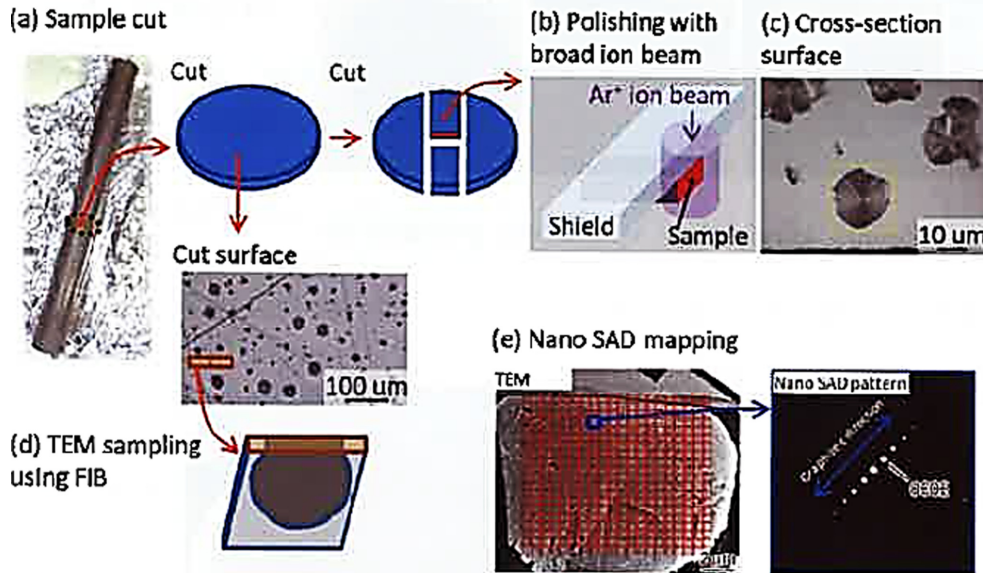 (a) Sample cut
Cut
Cut
Cut surface
100 um
(b) Polishing with
broad ion beam
Ar⁺ ion beam
Shield
Sample
(c) Cross-section
surface
10 um
(d) TEM sampling
using FIB
(e) Nano SAD mapping
TEM
Nano SAD pattern
direction